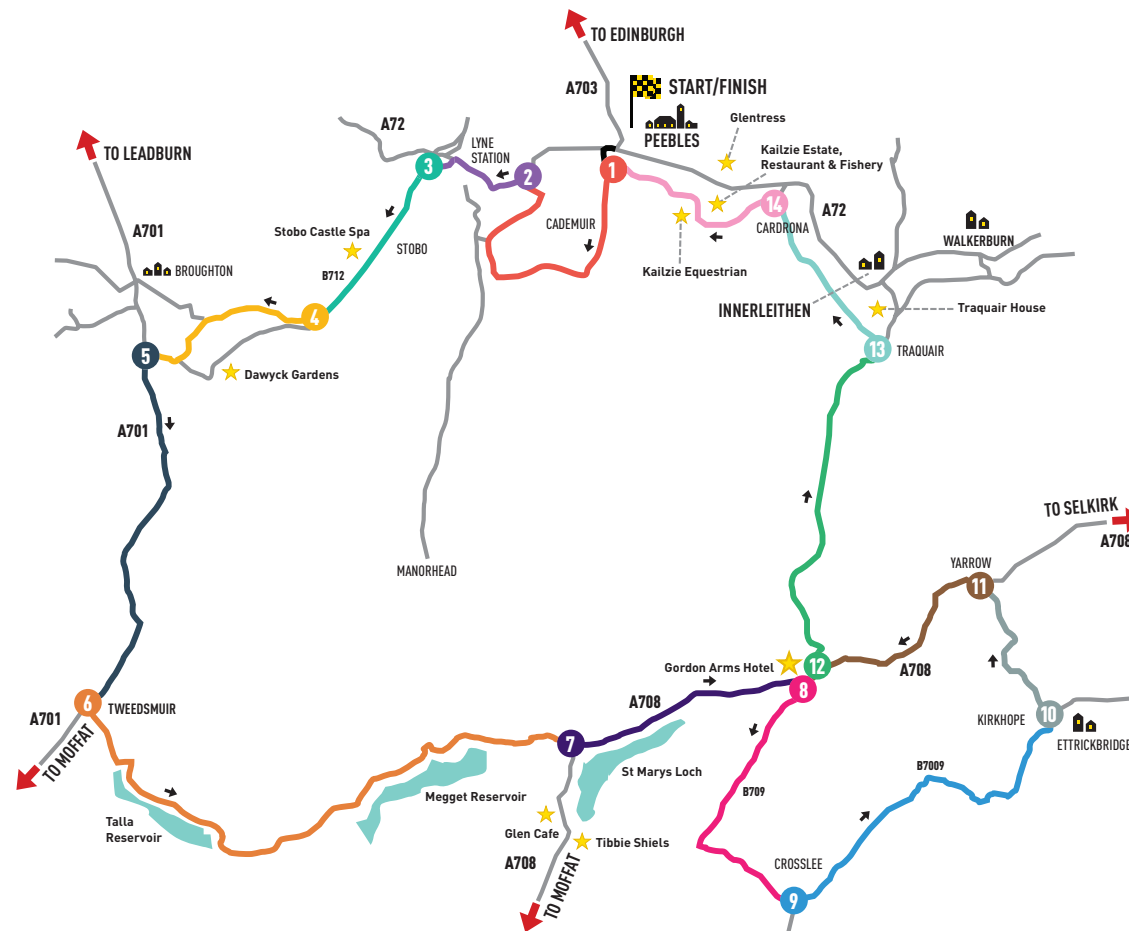 TO EDINBURGH
A703
START/FINISH
PEEBLES
Glentress
Kailzie Estate,
Restaurant & Fishery
A72
LYNE
STATION
TO LEADBURN
3
2
1
14
CARDRONA
A72
WALKERBURN
A701
Stobo Castle Spa
STOBO
CADEMUIR
BROUGHTON
B712
Kailzie Equestrian
INNERLEITHEN
Traquair House
4
5
13
TRAQUAIR
Dawyck Gardens
A701
TO SELKIRK
A708
MANORHEAD
YARROW
11
Gordon Arms Hotel
12
A708
8
6
TWEEDSMUIR
A708
A701
TO MOFFAT
KIRKHOPE
10
ETTRICKBRIDGE
7
St Marys Loch
B7009
B709
Megget Reservoir
Talla
Reservoir
Glen Cafe
Tibbie Shiels
A708
TO MOFFAT
CROSSLEE
9